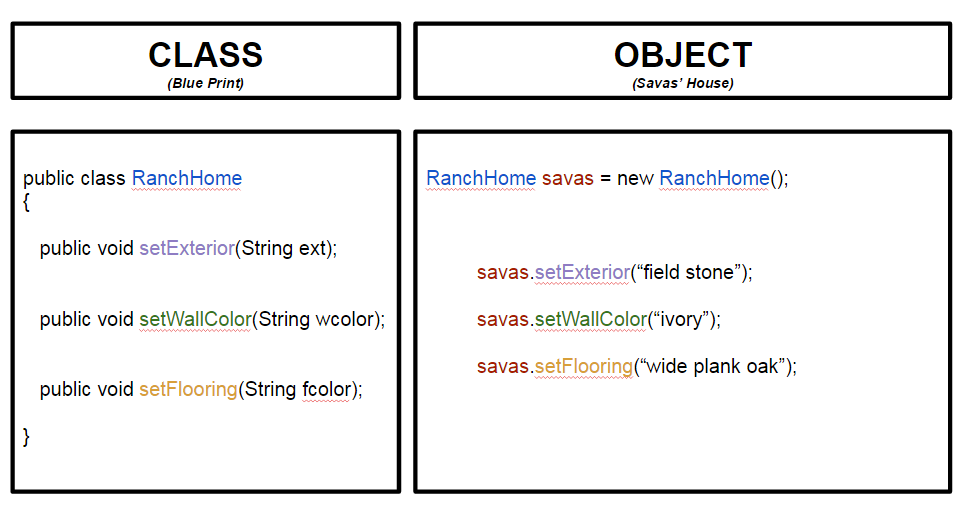 CLASS
(Blue Print)
OBJECT
(Savas’ House)
public class RanchHome
{
public void setExterior(String ext);
public void setWallColor(String wcolor);
public void setFlooring(String fcolor);
}
RanchHome savas = new RanchHome();
savas.setExterior(“field stone”);
savas.setWallColor(“ivory”);
savas.setFlooring(“wide plank oak”);